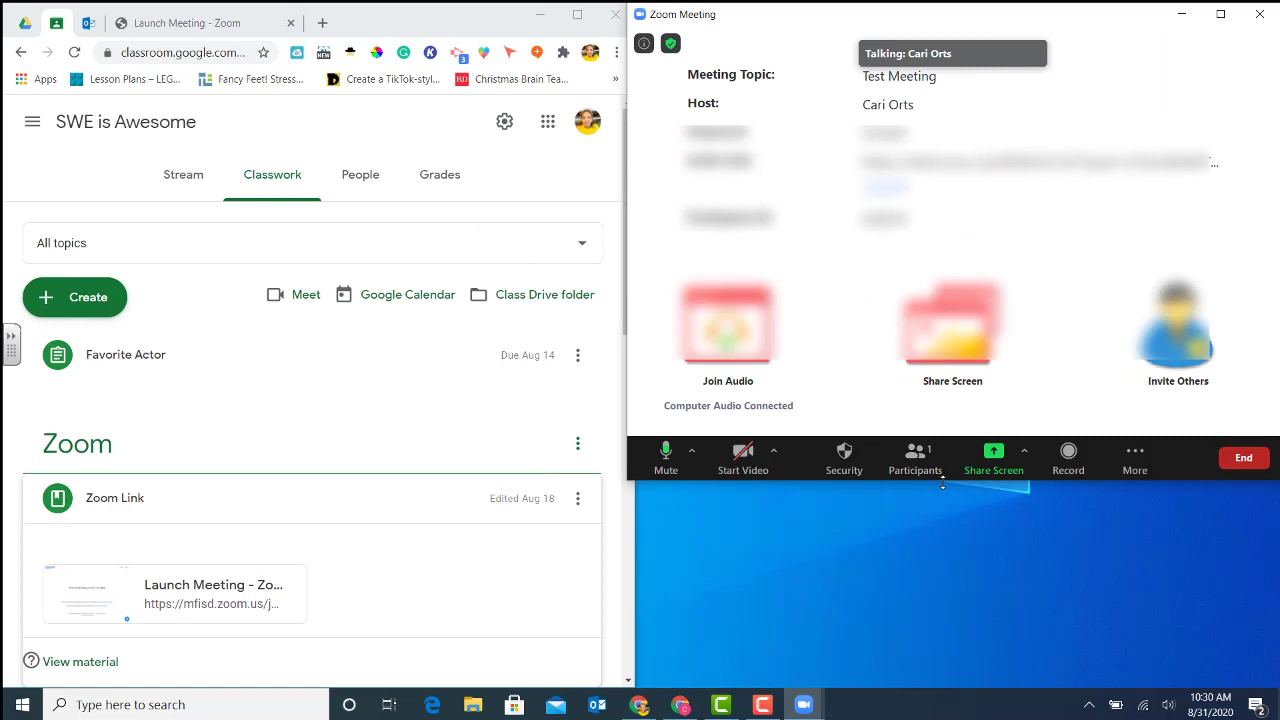 Launch Meeting - Zoom
classroom.google.com...
3
Apps
Lesson Plans – LEG...
Fancy Feet! Stress...
Create a TikTok-styl...
RD Christmas Brain Tea...
»
SWE is Awesome
Stream
Classwork
People
Grades
All topics
+ Create
Meet
Google Calendar
Class Drive folder
Favorite Actor
Due Aug 14
Zoom
Zoom Link
Edited Aug 18
Launch Meeting - Zo...
https://mfisd.zoom.us/j...
View material
Zoom Meeting
Talking: Cari Orts
Meeting Topic: Test Meeting
Host: Cari Orts
Join Audio
Share Screen
Invite Others
Computer Audio Connected
Mute
Start Video
Security
Participants
1
Share Screen
Record
More
End
Type here to search
10:30 AM
8/31/2020
2